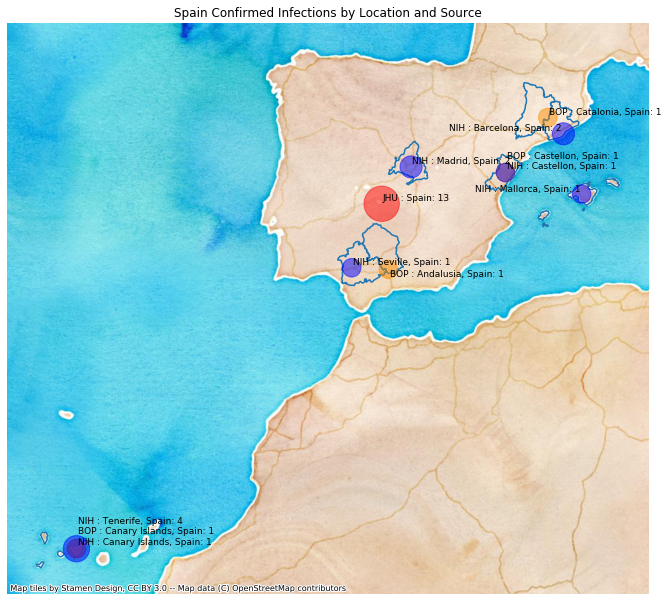 Spain Confirmed Infections by Location and Source
BOP : Catalonia, Spain: 1
NIH : Barcelona, Spain: 2
BOP : Castellon, Spain: 1
NIH : Madrid, Spain: 2
NIH : Castellon, Spain: 1
NIH : Mallorca, Spain: 1
JHU : Spain: 13
NIH : Seville, Spain: 1
BOP : Andalusia, Spain: 1
NIH : Tenerife, Spain: 4
BOP : Canary Islands, Spain: 1
NIH : Canary Islands, Spain: 1
Map tiles by Stamen Design, CC BY 3.0 -- Map data (C) OpenStreetMap contributors